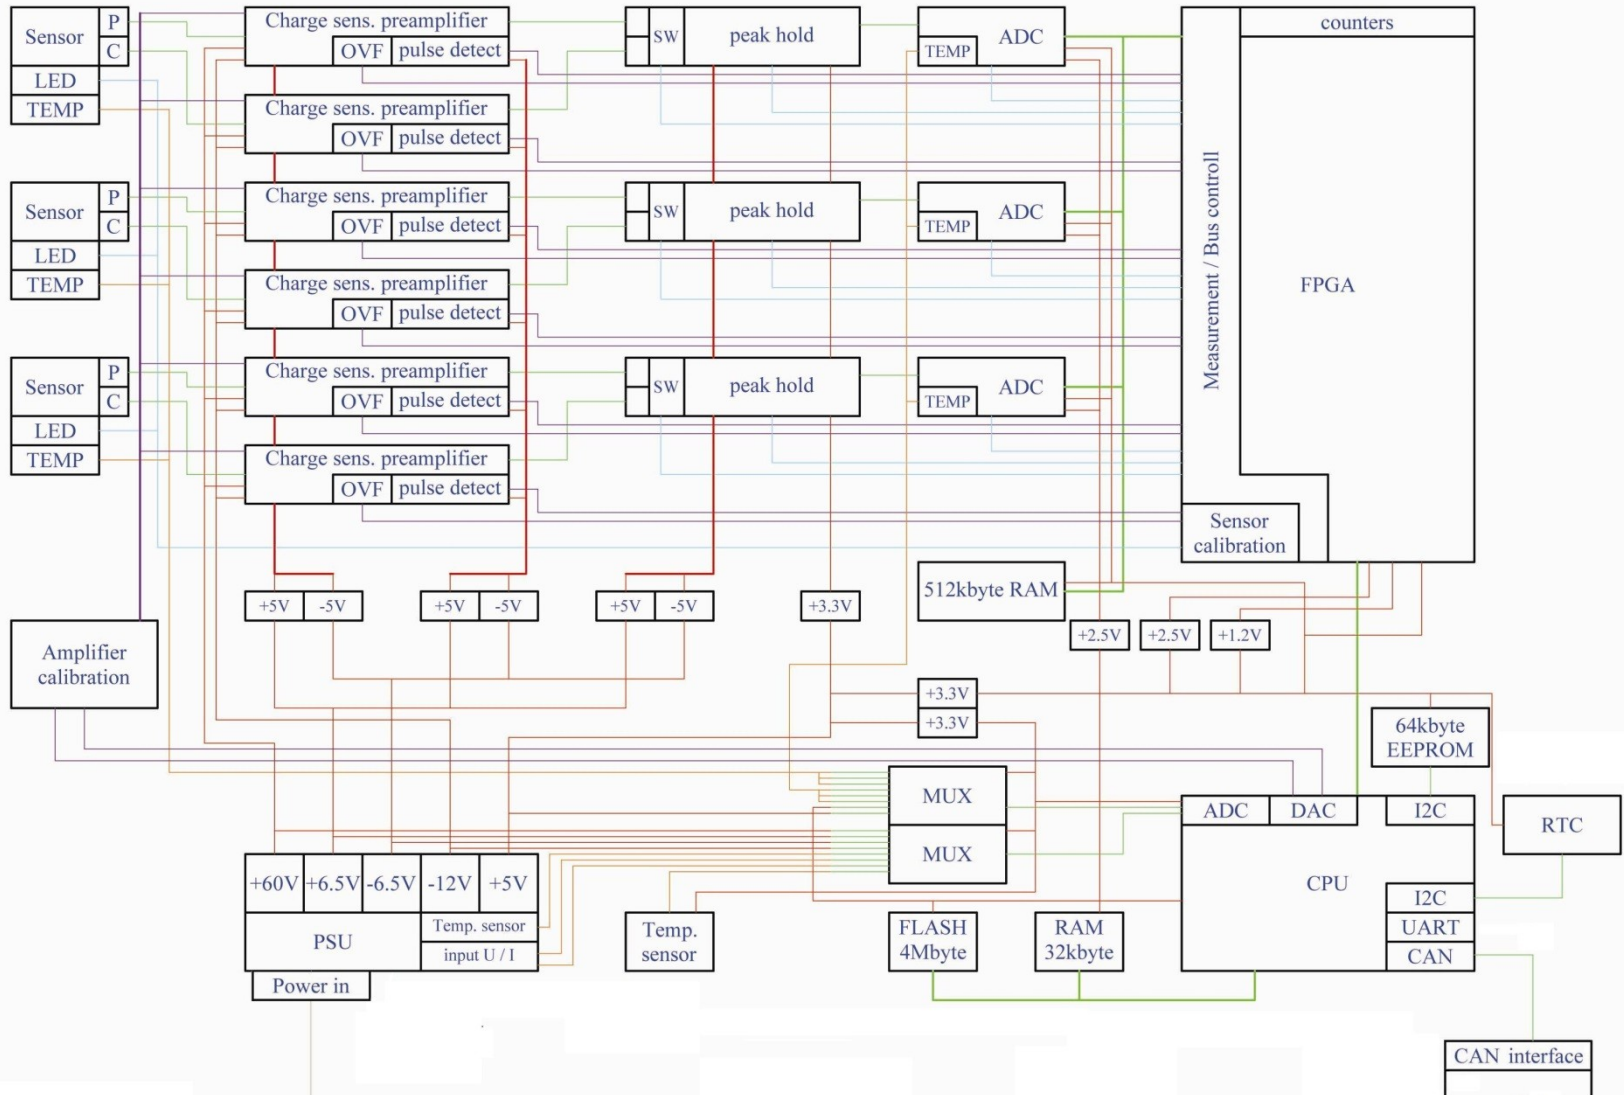 Sensor
P
C
LED
TEMP
Charge sens. preamplifier
OVF
pulse detect
SW
peak hold
TEMP
ADC
counters
Charge sens. preamplifier
OVF
pulse detect
Sensor
P
C
LED
TEMP
Charge sens. preamplifier
OVF
pulse detect
SW
peak hold
TEMP
ADC
Measurement / Bus controll
FPGA
Charge sens. preamplifier
OVF
pulse detect
Sensor
P
C
LED
TEMP
Charge sens. preamplifier
OVF
pulse detect
SW
peak hold
TEMP
ADC
Charge sens. preamplifier
OVF
pulse detect
Sensor
calibration
+5V
-5V
+5V
-5V
+5V
-5V
+3.3V
512kbyte RAM
+2.5V
+2.5V
+1.2V
Amplifier
calibration
+3.3V
+3.3V
64kbyte
EEPROM
MUX
MUX
ADC
DAC
I2C
RTC
CPU
I2C
UART
CAN
+60V
+6.5V
-6.5V
-12V
+5V
PSU
Temp. sensor
input U / I
Power in
Temp.
sensor
FLASH
4Mbyte
RAM
32kbyte
CAN interface